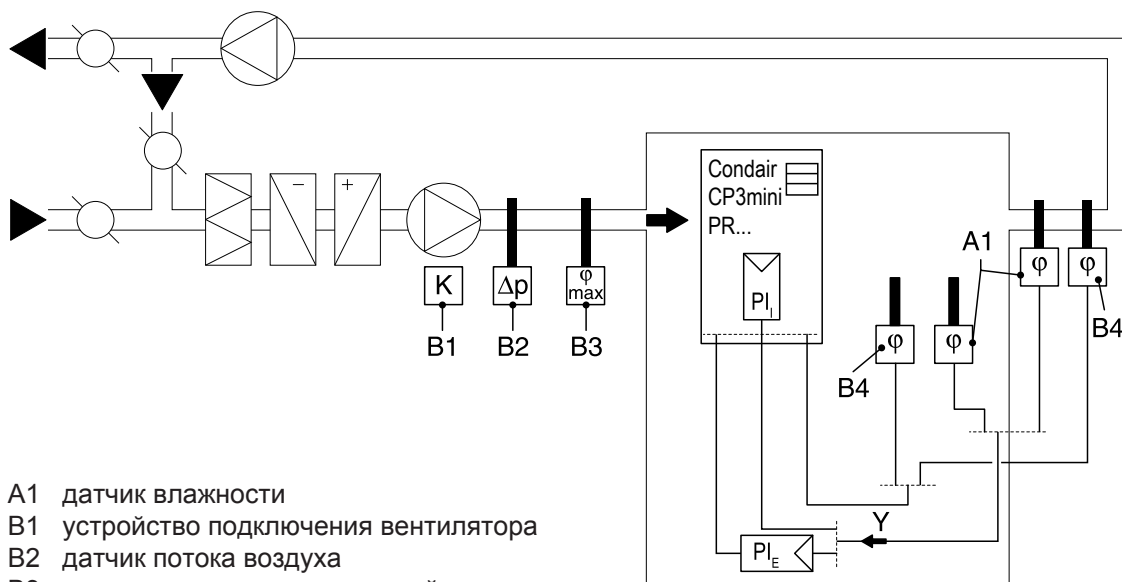 Condair
CP3mini
PR...
PI I
− +
K Δp φ max
B1 B2 B3
φ φ φ φ
A1
B4
B4
Y
PI E
A1 датчик влажности
B1 устройство подключения вентилятора
B2 датчик потока воздуха